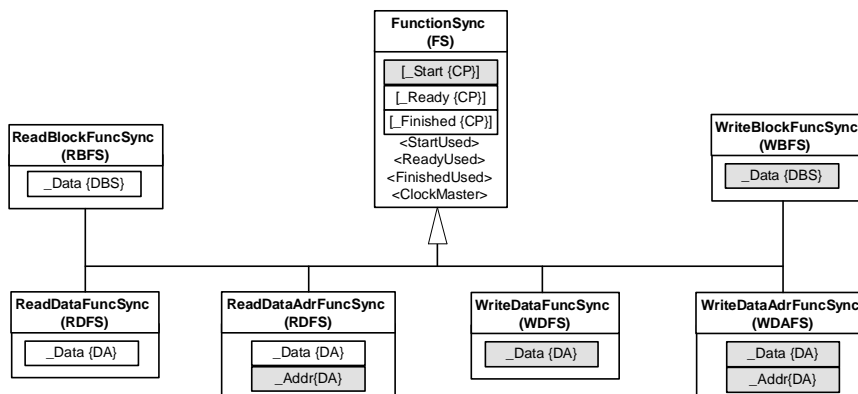 FunctionSync
(FS)
[_Start {CP}]
[_Ready {CP}]
[_Finished {CP}]
<StartUsed>
<ReadyUsed>
<FinishedUsed>
<ClockMaster>
ReadBlockFuncSync
(RBFS)
_Data {DBS}
WriteBlockFuncSync
(WBFS)
_Data {DBS}
ReadDataFuncSync
(RDFS)
_Data {DA}
ReadDataAdrFuncSync
(RDFS)
_Data {DA}
_Addr{DA}
WriteDataFuncSync
(WDFS)
_Data {DA}
WriteDataAdrFuncSync
(WDAFS)
_Data {DA}
_Addr{DA}